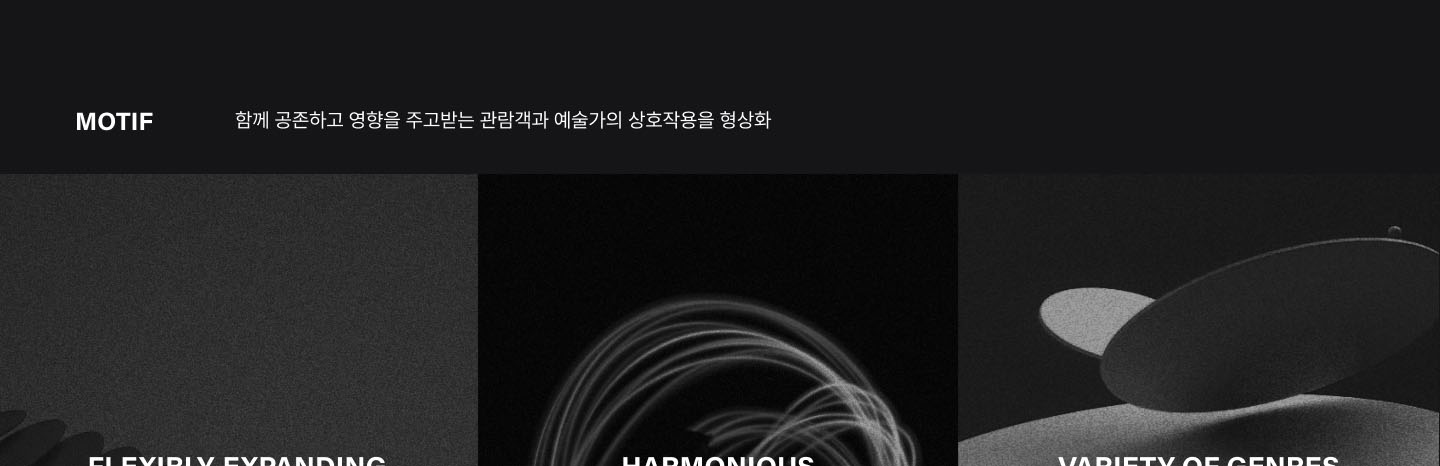 MOTIF
함께 공존하고 영향을 주고받는 관람객과 예술가의 상호작용을 형상화
FLEXIBLY EXPANDING
HARMONIOUS
VARIETY OF GENRES